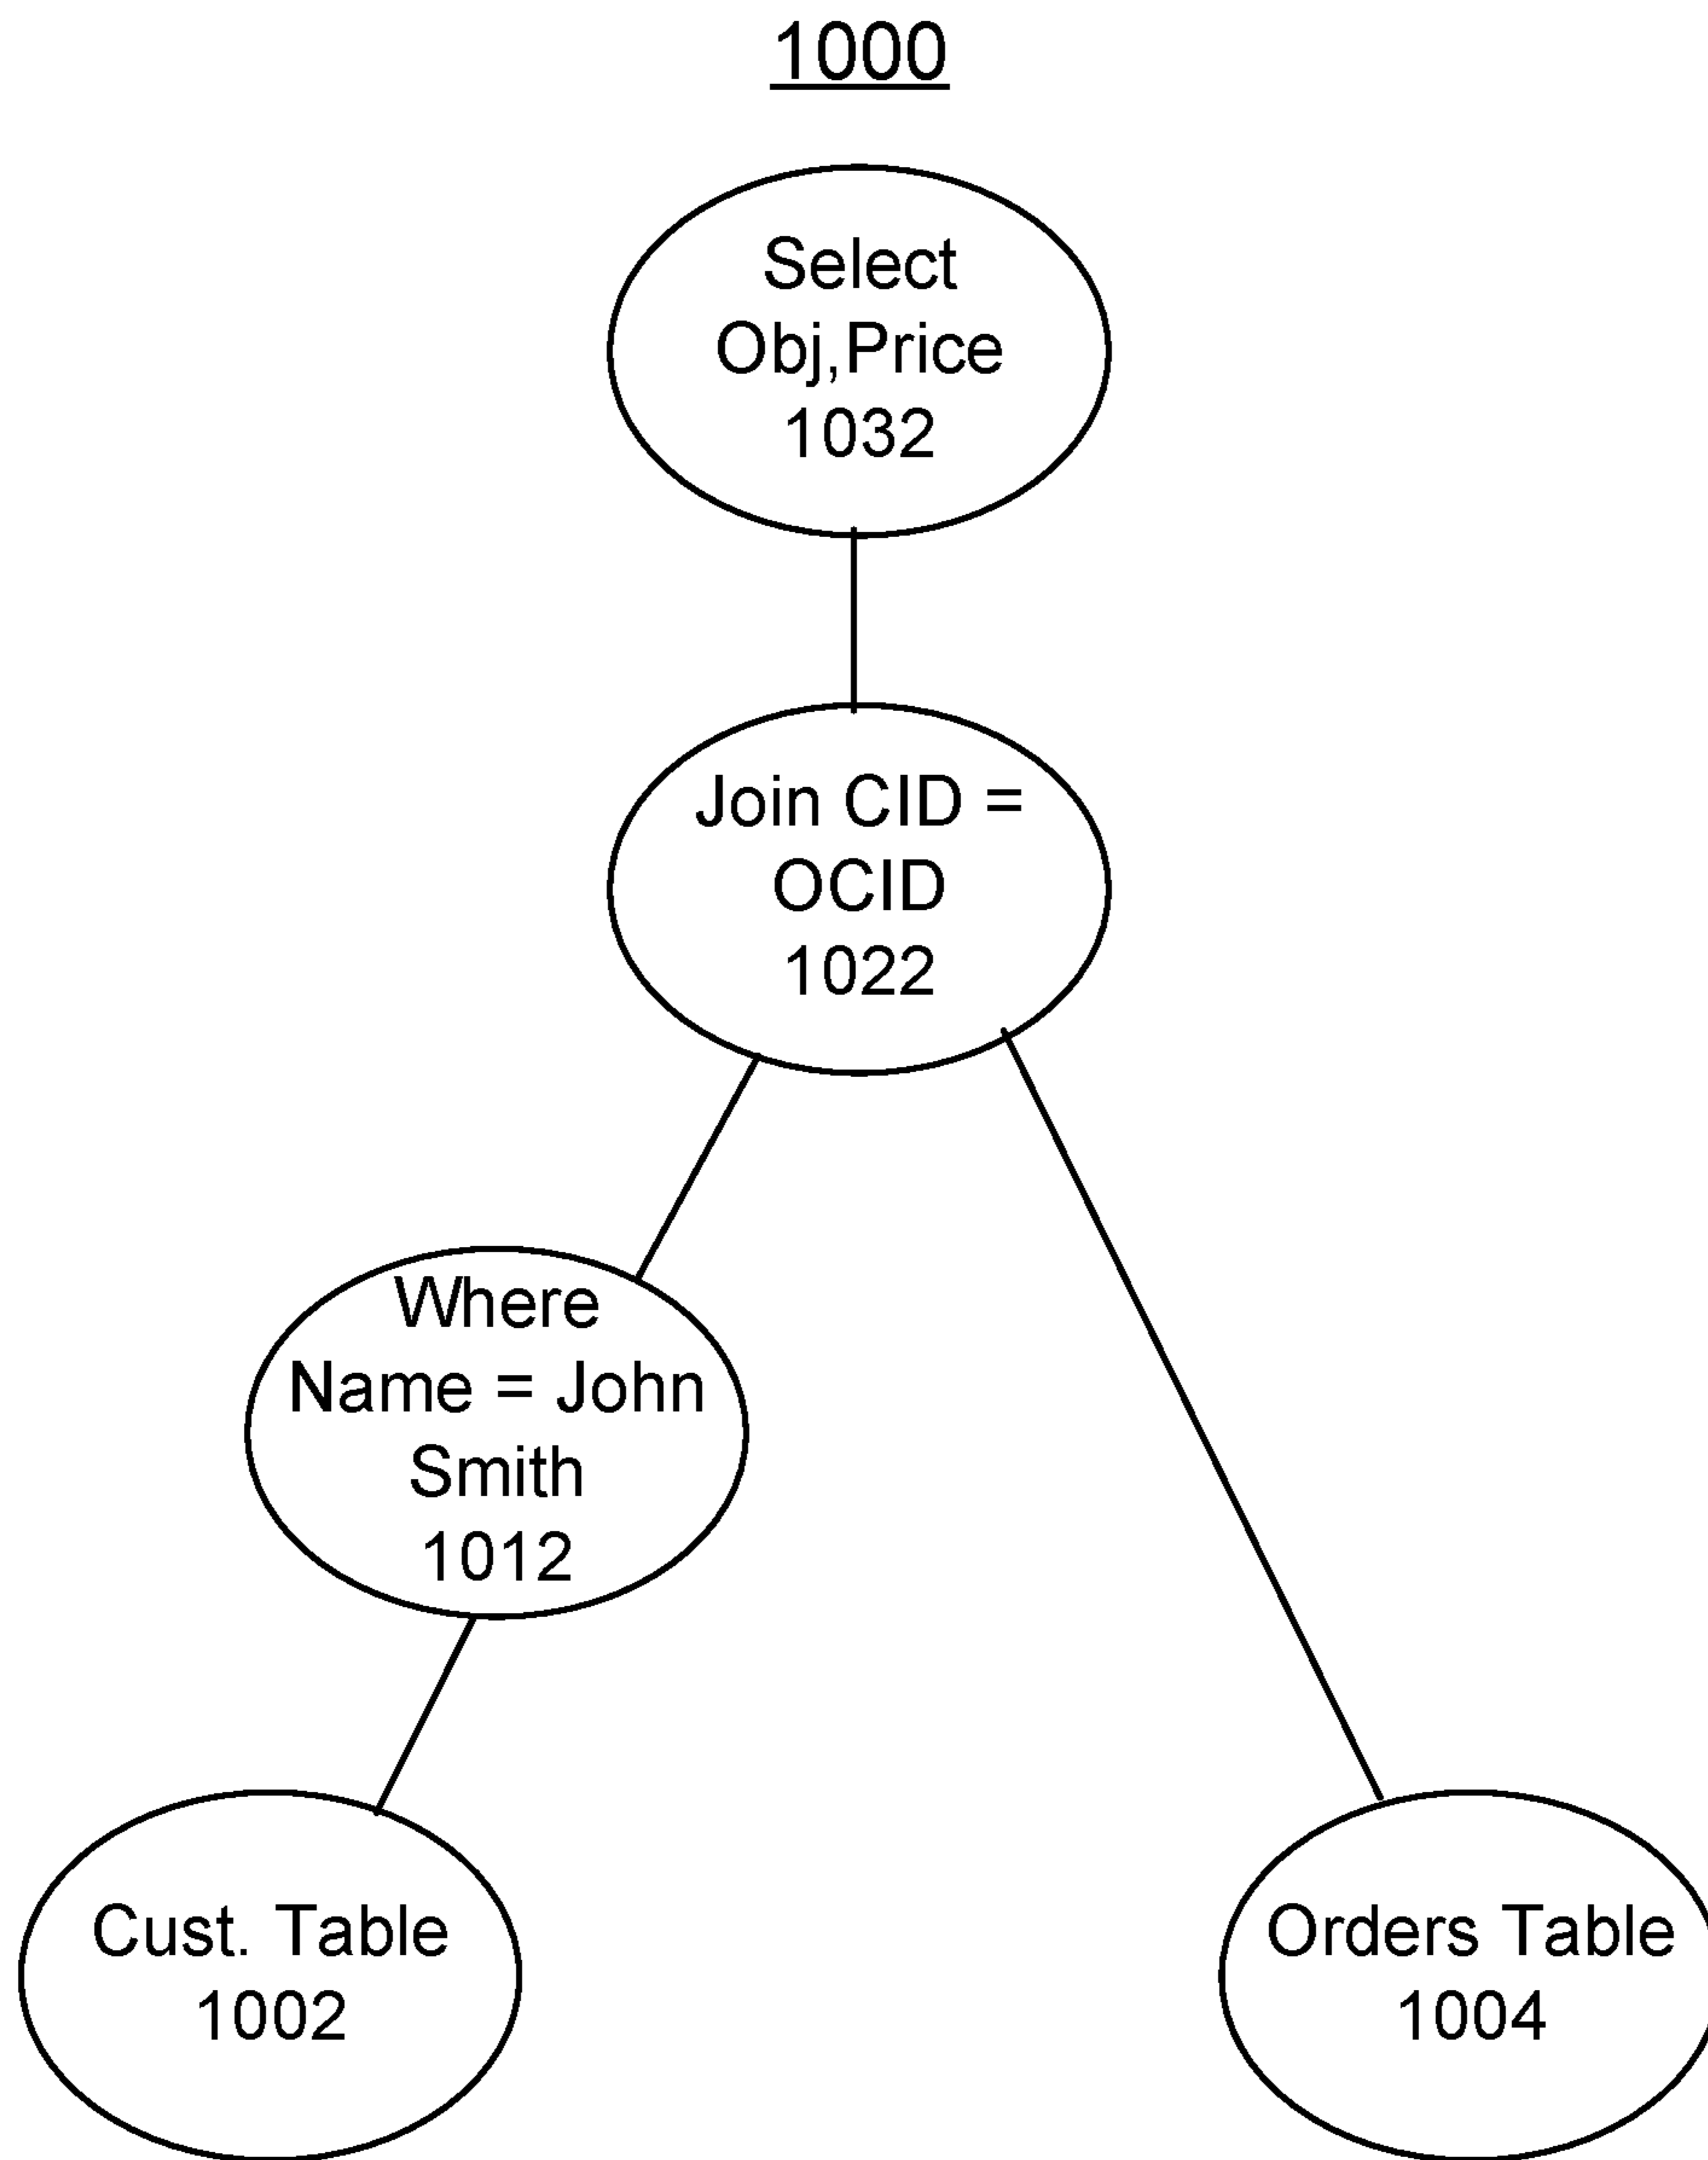 1000
Select
Obj,Price
1032
Join CID =
OCID
1022
Where
Name = John
Smith
1012
Cust. Table
1002
Orders Table
1004